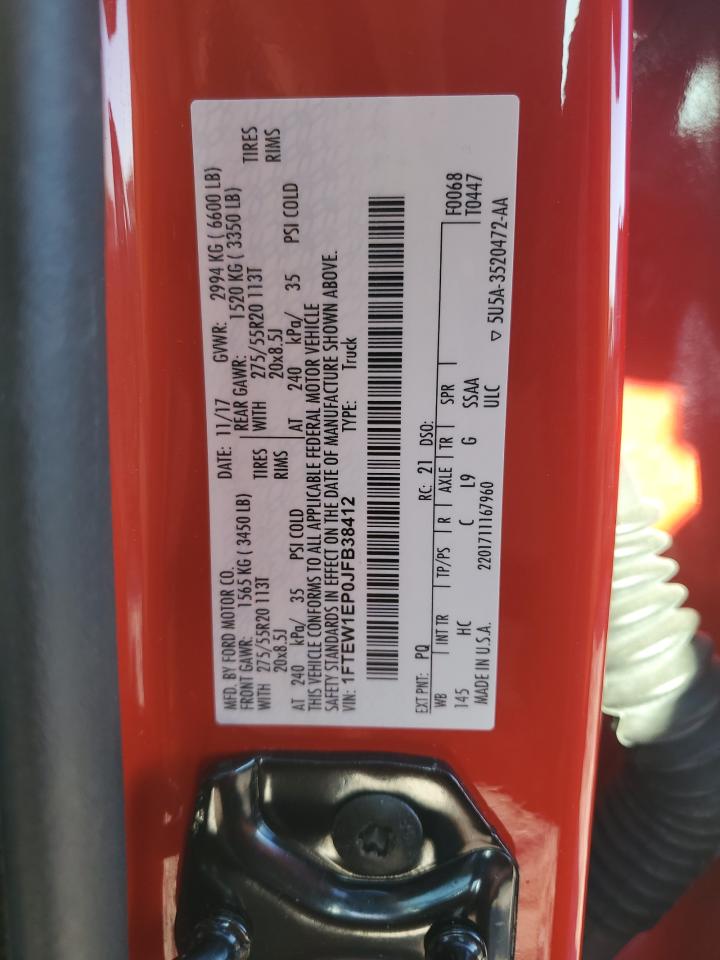 MFD. BY FORD MOTOR CO. DATE: 11/17 GVWR: 2994 KG ( 6600 LB)
FRONT GAWR: 1565 KG ( 3450 LB) REAR GAWR: 1520 KG ( 3350 LB)
WITH 275/55R20 113T TIRES WITH 275/55R20 113T TIRES
20x8.5J RIMS 20x8.5J RIMS
AT 240 kPa/ 35 PSI COLD AT 240 kPa/ 35 PSI COLD
THIS VEHICLE CONFORMS TO ALL APPLICABLE FEDERAL MOTOR VEHICLE
SAFETY STANDARDS IN EFFECT ON THE DATE OF MANUFACTURE SHOWN ABOVE.
VIN: 1FTEW1EP0JFB38412 TYPE: Truck
EXT PNT: PQ RC: 21 DSO:
WB INT TR TP/PS R AXLE TR SPR F0068
145 HC C L9 G SSAA T0447
MADE IN U.S.A. 2201711167960 ULC ▽ 5U5A-3520472-AA